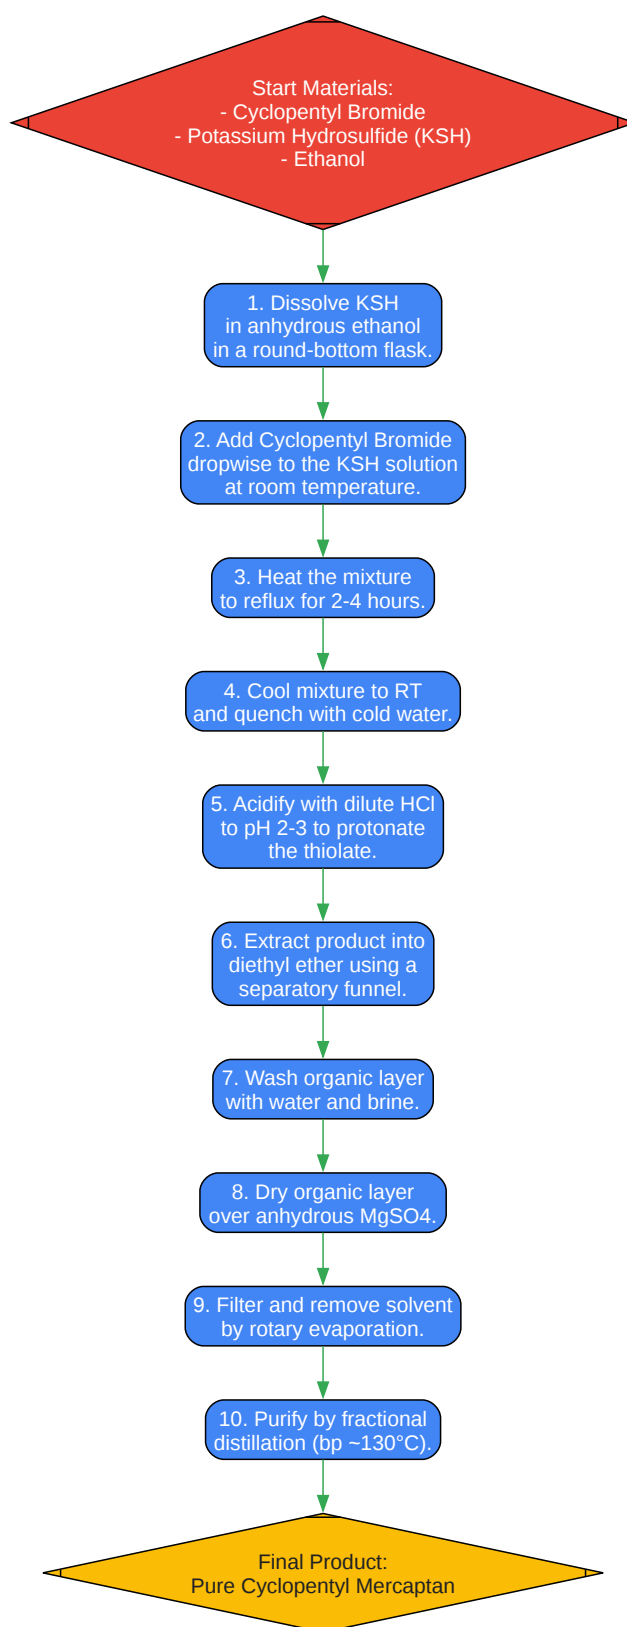 Start Materials:
- Cyclopentyl Bromide
- Potassium Hydrosulfide (KSH)
- Ethanol
1. Dissolve KSH
in anhydrous ethanol
in a round-bottom flask.
2. Add Cyclopentyl Bromide
dropwise to the KSH solution
at room temperature.
3. Heat the mixture
to reflux for 2-4 hours.
4. Cool mixture to RT
and quench with cold water.
5. Acidify with dilute HCl
to pH 2-3 to protonate
the thiolate.
6. Extract product into
diethyl ether using a
separatory funnel.
7. Wash organic layer
with water and brine.
8. Dry organic layer
over anhydrous MgSO4.
9. Filter and remove solvent
by rotary evaporation.
10. Purify by fractional
distillation (bp ~130°C).
Final Product:
Pure Cyclopentyl Mercaptan